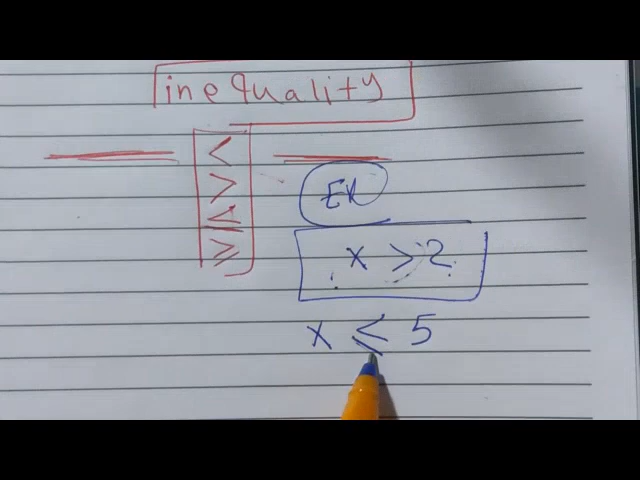 inequality
<
>
≤
≥
EX
x > 2
x ≤ 5